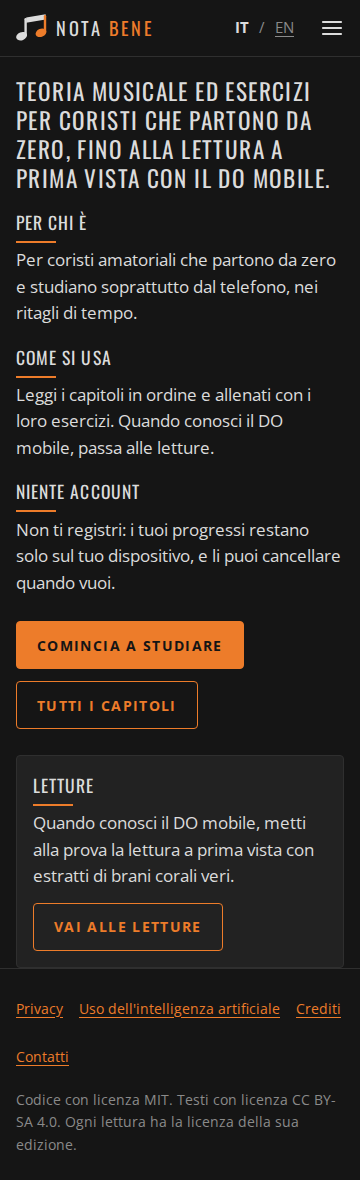 NOTA BENE
IT / EN
TEORIA MUSICALE ED ESERCIZI
PER CORISTI CHE PARTONO DA
ZERO, FINO ALLA LETTURA A
PRIMA VISTA CON IL DO MOBILE.
PER CHI È
Per coristi amatoriali che partono da zero
e studiano soprattutto dal telefono, nei
ritagli di tempo.
COME SI USA
Leggi i capitoli in ordine e allenati con i
loro esercizi. Quando conosci il DO
mobile, passa alle letture.
NIENTE ACCOUNT
Non ti registri: i tuoi progressi restano
solo sul tuo dispositivo, e li puoi cancellare
quando vuoi.
COMINCIA A STUDIARE
TUTTI I CAPITOLI
LETTURE
Quando conosci il DO mobile, metti
alla prova la lettura a prima vista con
estratti di brani corali veri.
VAI ALLE LETTURE
Privacy Uso dell'intelligenza artificiale Crediti
Contatti
Codice con licenza MIT. Testi con licenza CC BY-
SA 4.0. Ogni lettura ha la licenza della sua
edizione.